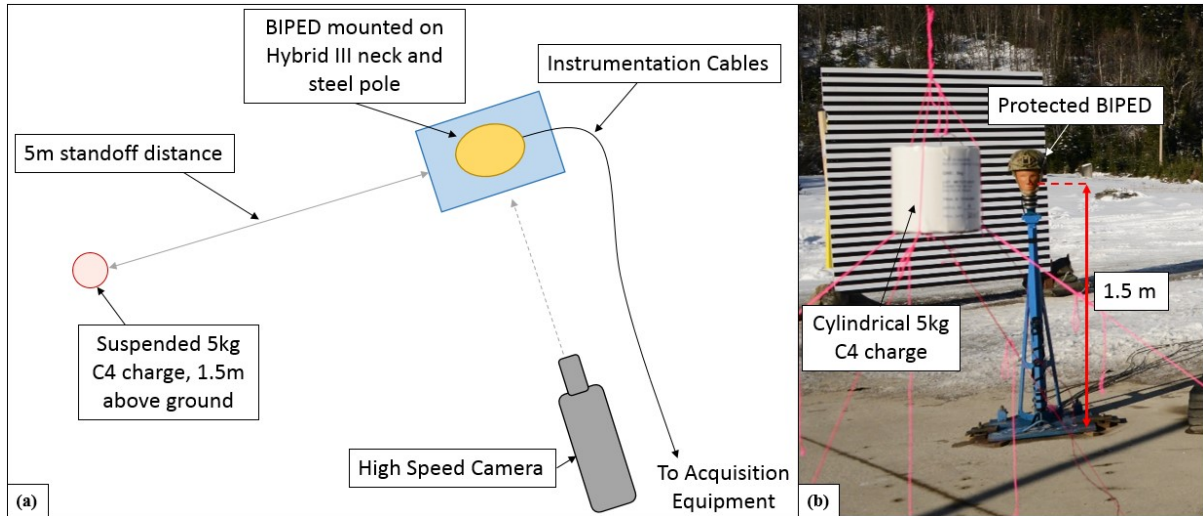 BIPED mounted on
Hybrid III neck and
steel pole
Instrumentation Cables
5m standoff distance
Suspended 5kg
C4 charge, 1.5m
above ground
High Speed Camera
To Acquisition
Equipment
(a)
Protected BIPED
1.5 m
Cylindrical 5kg
C4 charge
(b)